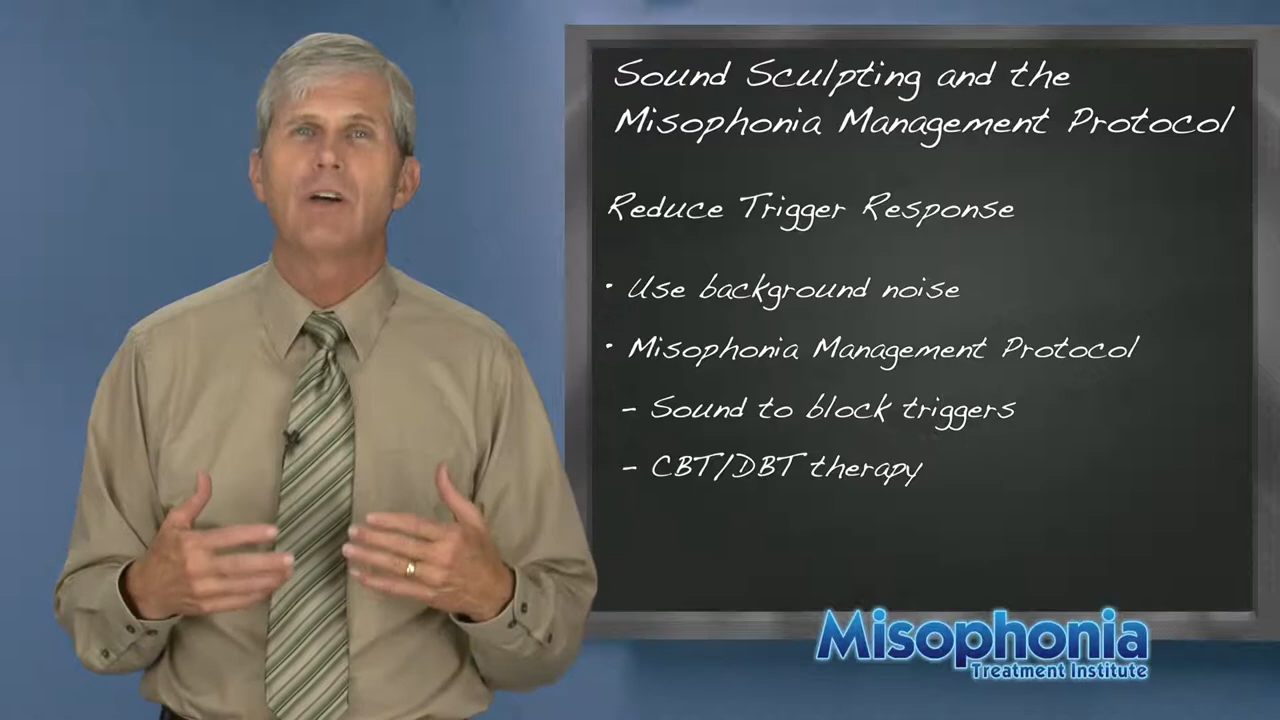 Sound Sculpting and the
Misophonia Management Protocol
Reduce Trigger Response
• Use background noise
• Misophonia Management Protocol
- Sound to block triggers
- CBT/DBT therapy
Misophonia
Treatment Institute